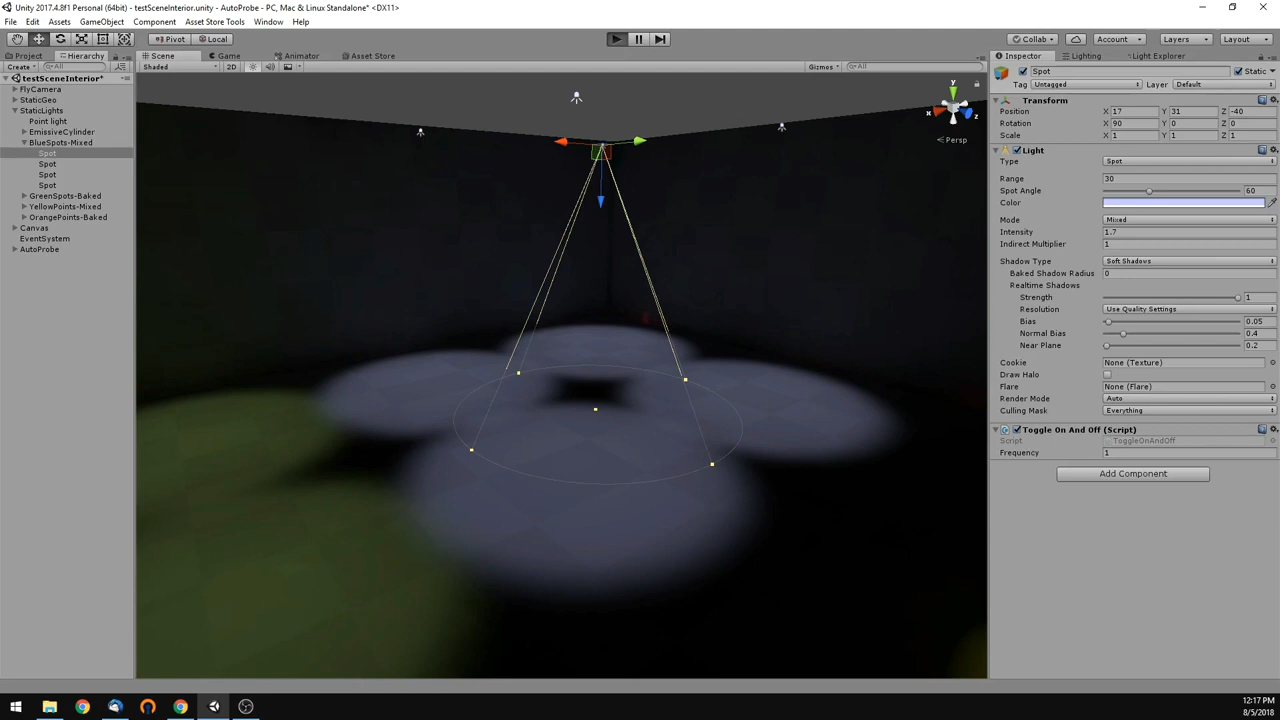 Unity 2017.4.8f1 Personal (64bit) - testSceneInterior.unity - AutoProbe - PC, Mac & Linux Standalone* <DX11>
File Edit Assets GameObject Component Asset Store Tools Window Help
Pivot Local Collab Account Layers Layout
Project Hierarchy Scene Game Animator Asset Store Inspector Lighting Light Explorer
Create All Shaded 2D Gizmos All
testSceneInterior*
FlyCamera
StaticGeo
StaticLights
Point light
EmissiveCylinder
BlueSpots-Mixed
Spot
Spot
Spot
Spot
GreenSpots-Baked
YellowPoints-Mixed
OrangePoints-Baked
Canvas
EventSystem
AutoProbe
y
x
z
Persp
Spot Static
Tag Untagged Layer Default
Transform
Position X 17 Y 31 Z -40
Rotation X 90 Y 0 Z 0
Scale X 1 Y 1 Z 1
Light
Type Spot
Range 30
Spot Angle 60
Color
Mode Mixed
Intensity 1.7
Indirect Multiplier 1
Shadow Type Soft Shadows
Baked Shadow Radius 0
Realtime Shadows
Strength 1
Resolution Use Quality Settings
Bias 0.05
Normal Bias 0.4
Near Plane 0.2
Cookie None (Texture)
Draw Halo
Flare None (Flare)
Render Mode Auto
Culling Mask Everything
Toggle On And Off (Script)
Script ToggleOnAndOff
Frequency 1
Add Component
12:17 PM
8/5/2018